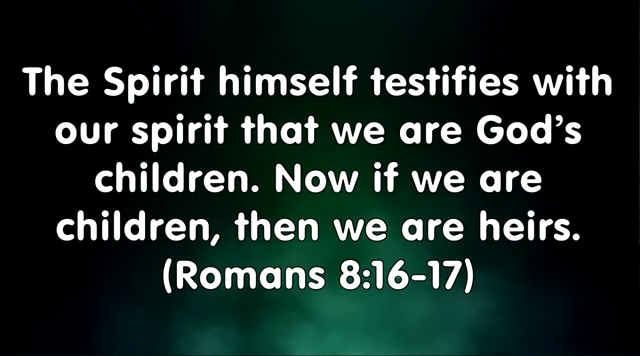 The Spirit himself testifies with
our spirit that we are God’s
children. Now if we are
children, then we are heirs.
(Romans 8:16-17)